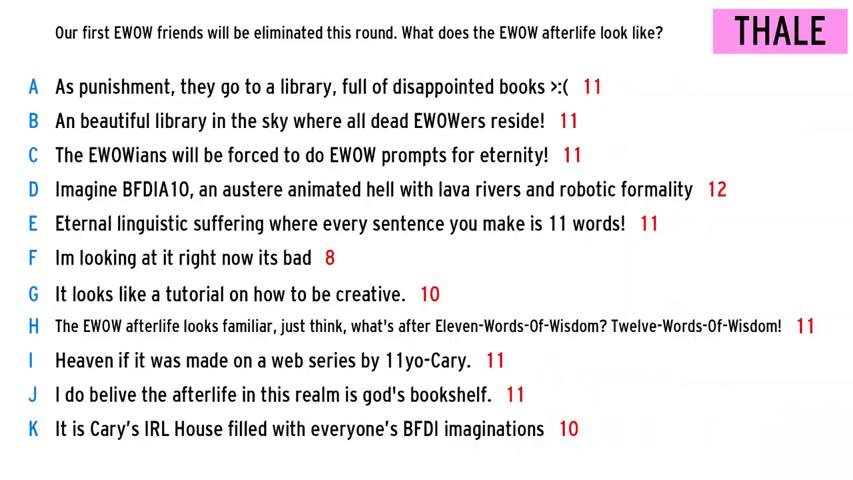 Our first EWOW friends will be eliminated this round. What does the EWOW afterlife look like?
THALE
A As punishment, they go to a library, full of disappointed books >:( 11
B An beautiful library in the sky where all dead EWOWers reside! 11
C The EWOWians will be forced to do EWOW prompts for eternity! 11
D Imagine BFDIA10, an austere animated hell with lava rivers and robotic formality 12
E Eternal linguistic suffering where every sentence you make is 11 words! 11
F Im looking at it right now its bad 8
G It looks like a tutorial on how to be creative. 10
H The EWOW afterlife looks familiar, just think, what's after Eleven-Words-Of-Wisdom? Twelve-Words-Of-Wisdom! 11
I Heaven if it was made on a web series by 11yo-Cary. 11
J I do belive the afterlife in this realm is god's bookshelf. 11
K It is Cary’s IRL House filled with everyone’s BFDI imaginations 10